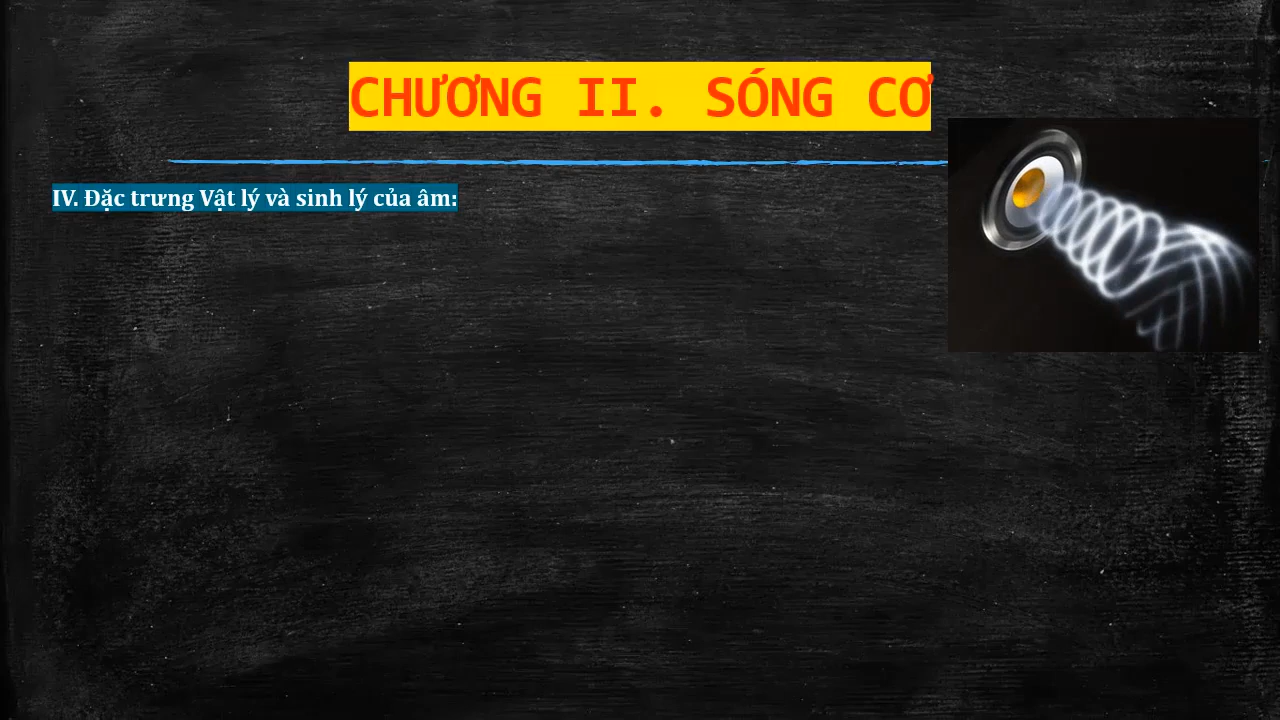 CHƯƠNG II. SÓNG CƠ
IV. Đặc trưng Vật lý và sinh lý của âm: